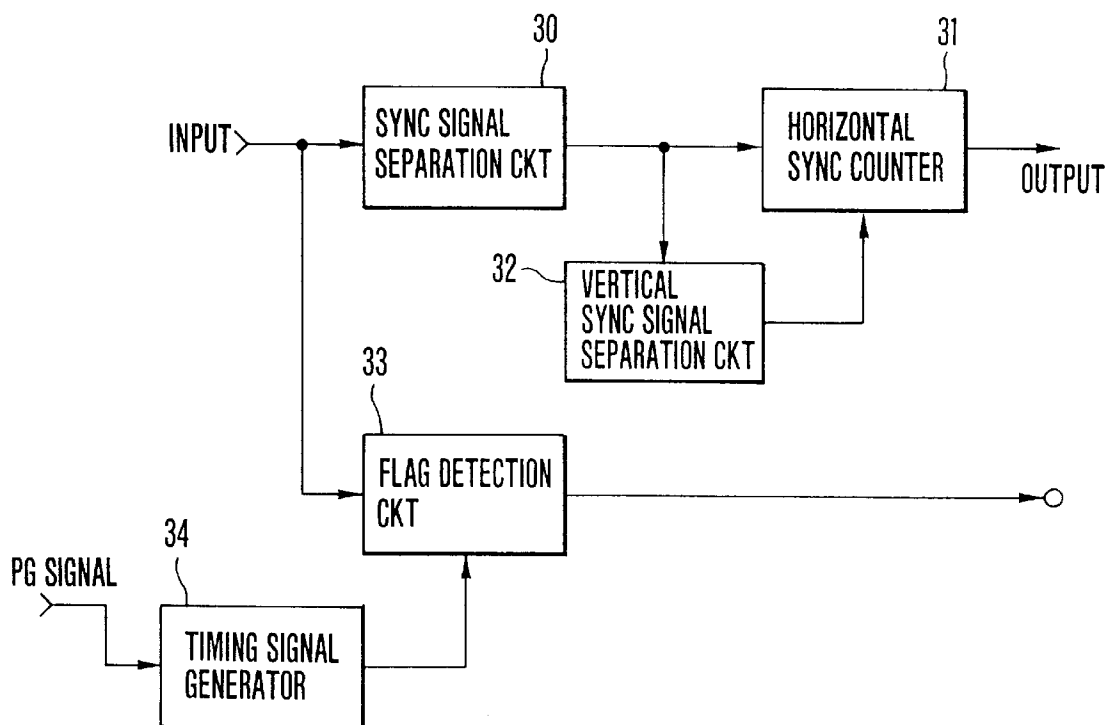 30
31
INPUT
SYNC SIGNAL
SEPARATION CKT
HORIZONTAL
SYNC COUNTER
OUTPUT
32
VERTICAL
SYNC SIGNAL
SEPARATION CKT
33
FLAG DETECTION
CKT
34
PG SIGNAL
TIMING SIGNAL
GENERATOR